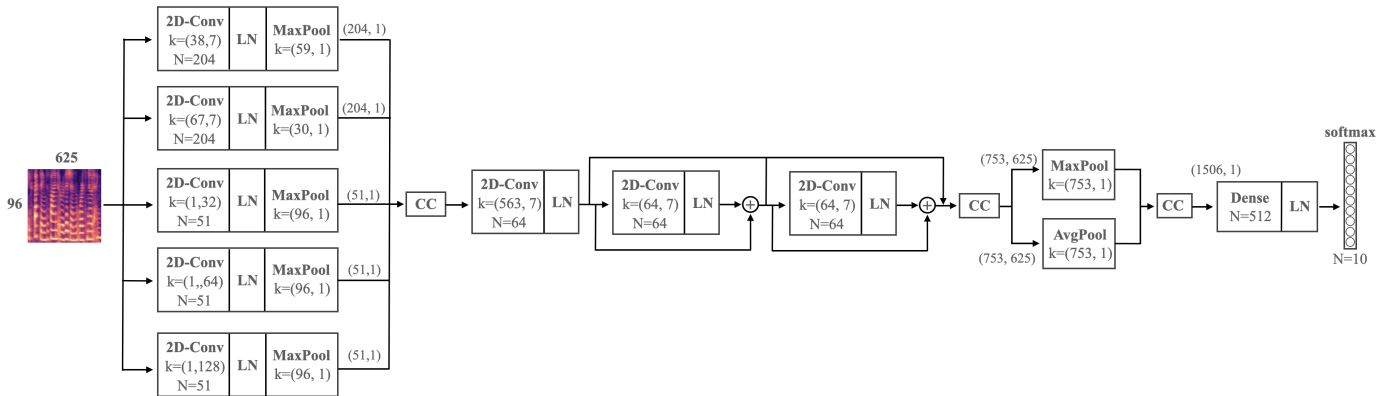 625
96
2D-Conv
k=(38,7)
N=204
LN
MaxPool
k=(59, 1)
(204, 1)
2D-Conv
k=(67,7)
N=204
LN
MaxPool
k=(30, 1)
(204, 1)
2D-Conv
k=(1,32)
N=51
LN
MaxPool
k=(96, 1)
(51,1)
2D-Conv
k=(1,,64)
N=51
LN
MaxPool
k=(96, 1)
(51,1)
2D-Conv
k=(1,128)
N=51
LN
MaxPool
k=(96, 1)
(51,1)
CC
2D-Conv
k=(563, 7)
N=64
LN
2D-Conv
k=(64, 7)
N=64
LN
2D-Conv
k=(64, 7)
N=64
LN
CC
(753, 625)
MaxPool
k=(753, 1)
(753, 625)
AvgPool
k=(753, 1)
CC
(1506, 1)
Dense
N=512
LN
softmax
N=10